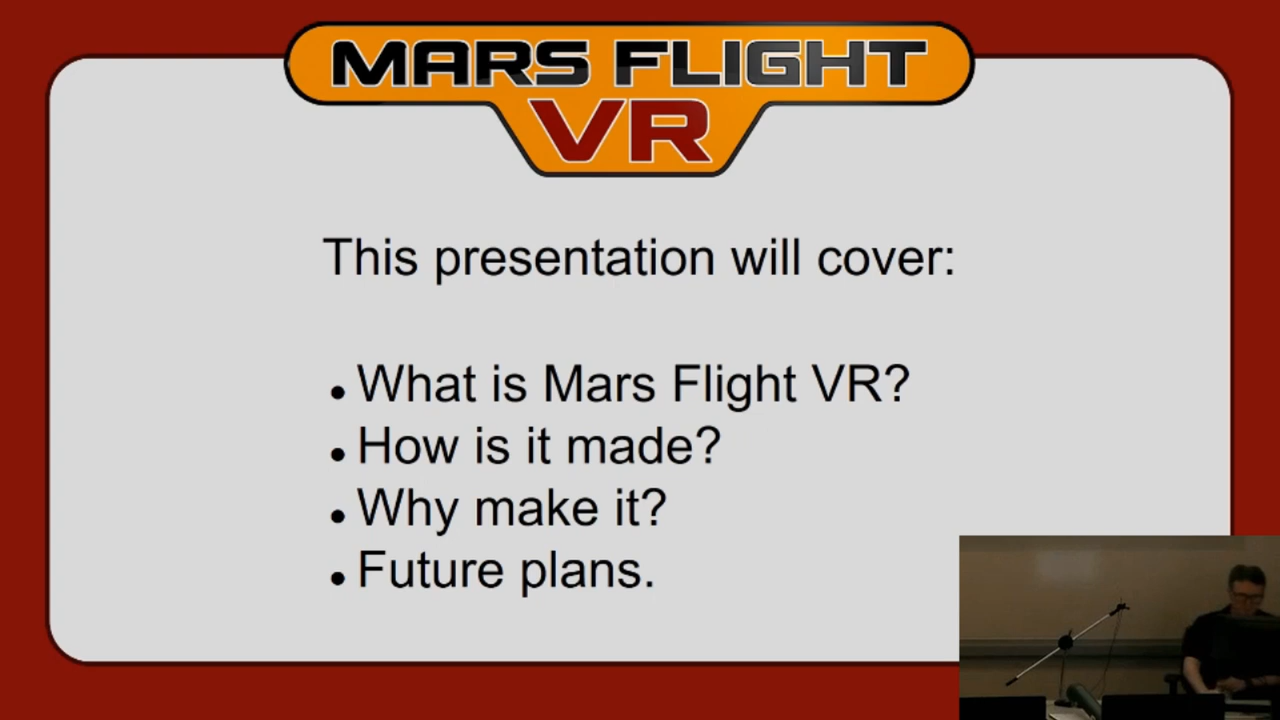 MARS FLIGHT
VR
This presentation will cover:
• What is Mars Flight VR?
• How is it made?
• Why make it?
• Future plans.